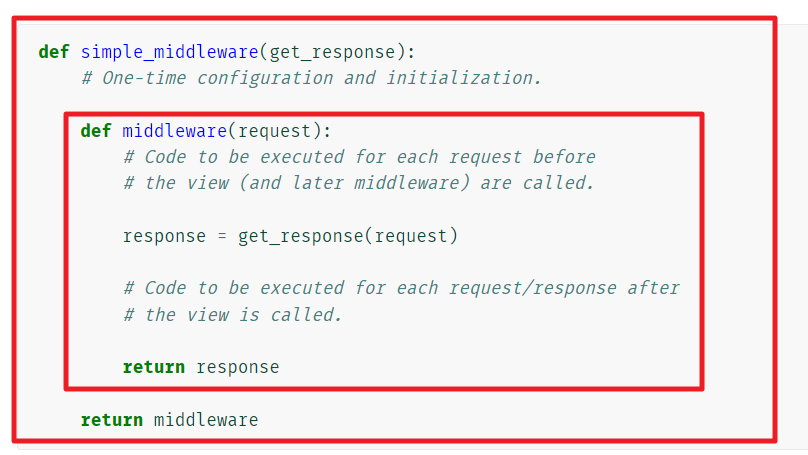 def simple_middleware(get_response):
# One-time configuration and initialization.
def middleware(request):
# Code to be executed for each request before
# the view (and later middleware) are called.
response = get_response(request)
# Code to be executed for each request/response after
# the view is called.
return response
return middleware